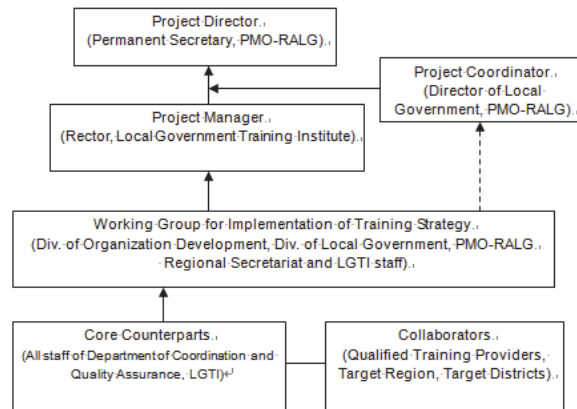 Project Director.
(Permanent Secretary, PMO-RALG).
Project Coordinator.
(Director of Local
Government, PMO-RALG).
Project Manager.
(Rector, Local Government Training Institute).
Working Group for Implementation of Training Strategy
(Div. of Organization Development, Div. of Local Government, PMO-RALG.
Regional Secretariat and LGTI staff).
Core Counterparts.
(All staff of Department of Coordination and
Quality Assurance, LGTI)
Collaborators.
(Qualified Training Providers,
Target Region, Target Districts).